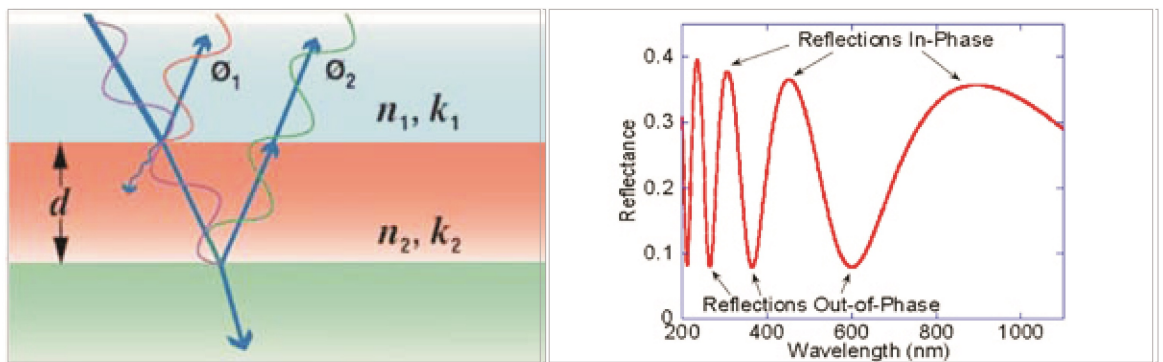 Ø1
Ø2
n1, k1
d
n2, k2
Reflections In-Phase
0.4
0.3
Reflectance
0.2
0.1
Reflections Out-of-Phase
0
200 400 600 800 1000
Wavelength (nm)